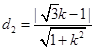 d₂ = |√3k−1| / √(1+k²)